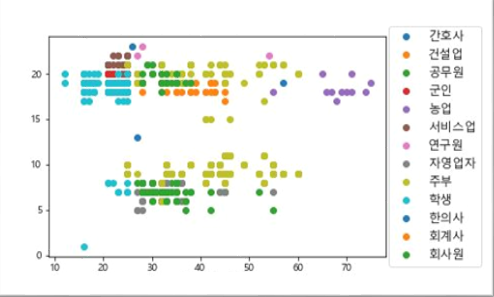 간호사
건설업
공무원
군인
농업
서비스업
연구원
자영업자
주부
학생
한의사
회계사
회사원
20
15
10
5
0
10 20 30 40 50 60 70